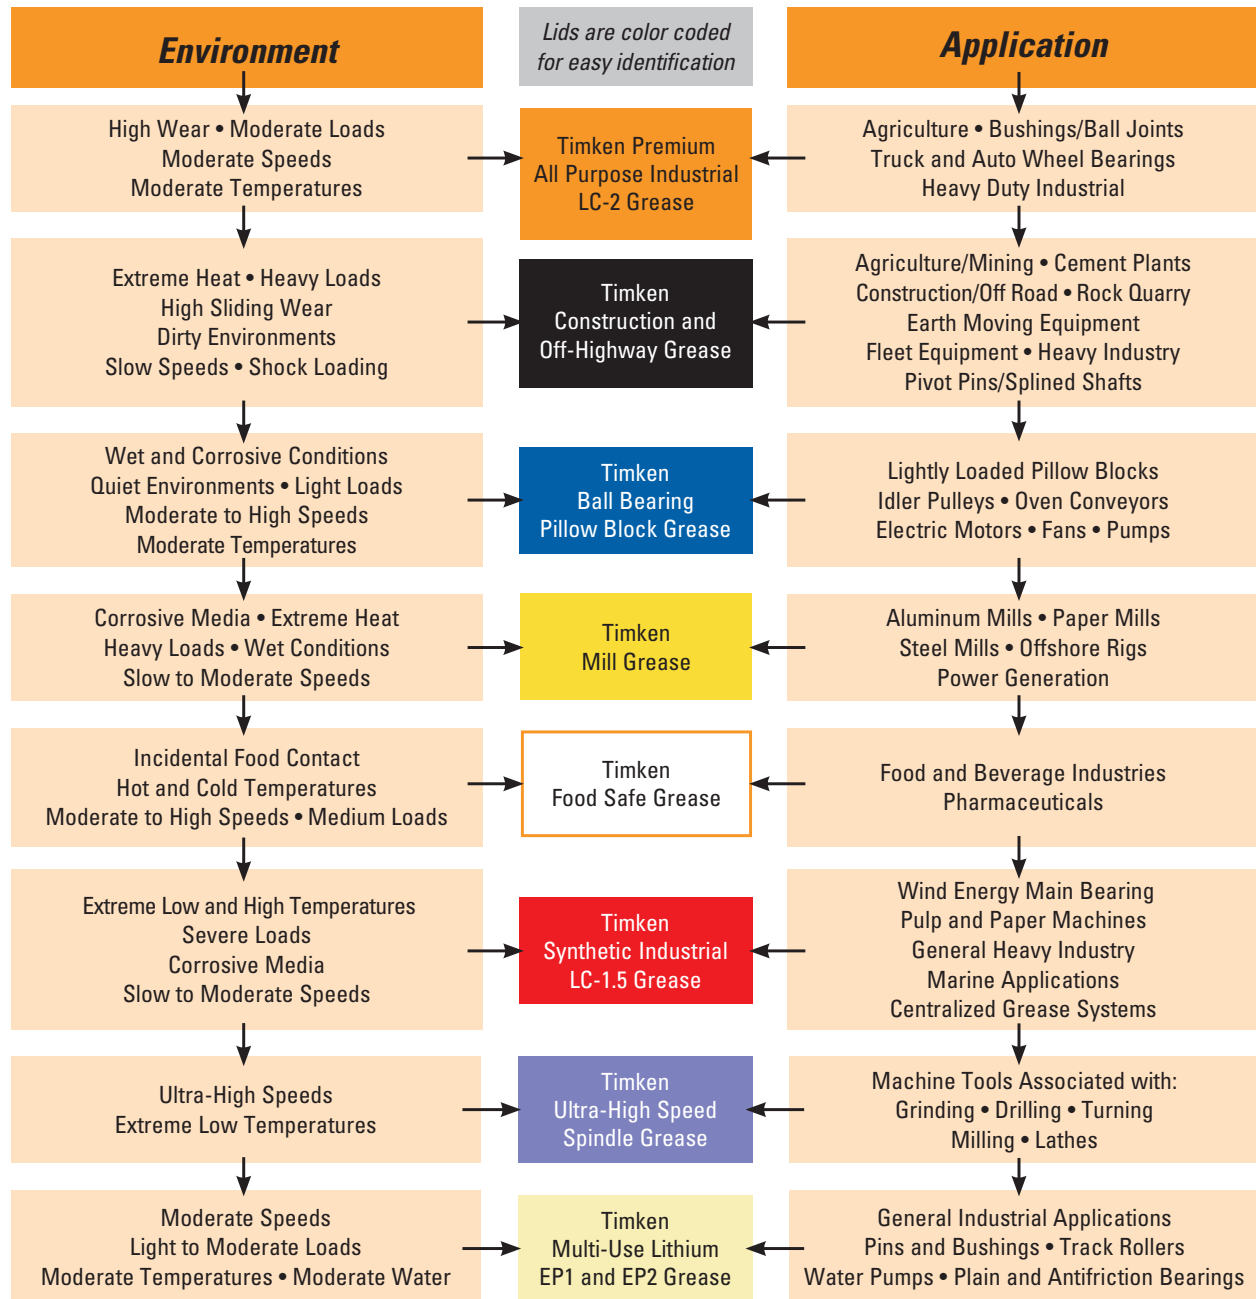 Environment
Lids are color coded
for easy identification
Application
High Wear • Moderate Loads
Moderate Speeds
Moderate Temperatures
Timken Premium
All Purpose Industrial
LC-2 Grease
Agriculture • Bushings/Ball Joints
Truck and Auto Wheel Bearings
Heavy Duty Industrial
Extreme Heat • Heavy Loads
High Sliding Wear
Dirty Environments
Slow Speeds • Shock Loading
Timken
Construction and
Off-Highway Grease
Agriculture/Mining • Cement Plants
Construction/Off Road • Rock Quarry
Earth Moving Equipment
Fleet Equipment • Heavy Industry
Pivot Pins/Splined Shafts
Wet and Corrosive Conditions
Quiet Environments • Light Loads
Moderate to High Speeds
Moderate Temperatures
Timken
Ball Bearing
Pillow Block Grease
Lightly Loaded Pillow Blocks
Idler Pulleys • Oven Conveyors
Electric Motors • Fans • Pumps
Corrosive Media • Extreme Heat
Heavy Loads • Wet Conditions
Slow to Moderate Speeds
Timken
Mill Grease
Aluminum Mills • Paper Mills
Steel Mills • Offshore Rigs
Power Generation
Incidental Food Contact
Hot and Cold Temperatures
Moderate to High Speeds • Medium Loads
Timken
Food Safe Grease
Food and Beverage Industries
Pharmaceuticals
Extreme Low and High Temperatures
Severe Loads
Corrosive Media
Slow to Moderate Speeds
Timken
Synthetic Industrial
LC-1.5 Grease
Wind Energy Main Bearing
Pulp and Paper Machines
General Heavy Industry
Marine Applications
Centralized Grease Systems
Ultra-High Speeds
Extreme Low Temperatures
Timken
Ultra-High Speed
Spindle Grease
Machine Tools Associated with:
Grinding • Drilling • Turning
Milling • Lathes
Moderate Speeds
Light to Moderate Loads
Moderate Temperatures • Moderate Water
Timken
Multi-Use Lithium
EP1 and EP2 Grease
General Industrial Applications
Pins and Bushings • Track Rollers
Water Pumps • Plain and Antifriction Bearings